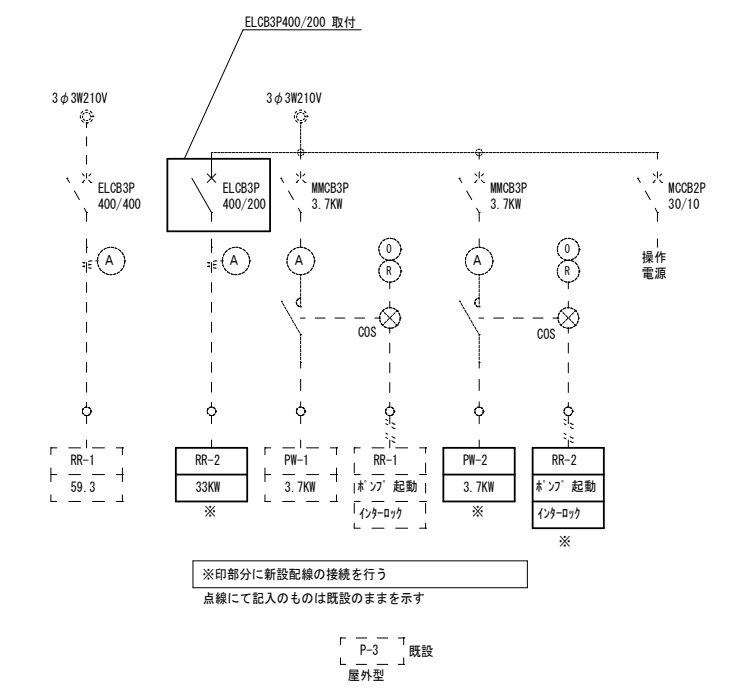 ELCB3P400/200 取付
3φ3W210V
3φ3W210V
ELCB3P
400/400
ELCB3P
400/200
MMCB3P
3.7KW
MMCB3P
3.7KW
MCCB2P
30/10
A
A
A
O
R
A
O
R
操作
電源
COS
COS
RR-1
59.3
RR-2
33KW
※
PW-1
3.7KW
RR-1
ポンプ起動
インターロック
PW-2
3.7KW
※
RR-2
ポンプ起動
インターロック
※
※印部分に新設配線の接続を行う
点線にて記入のものは既設のままを示す
P-3 既設
屋外型